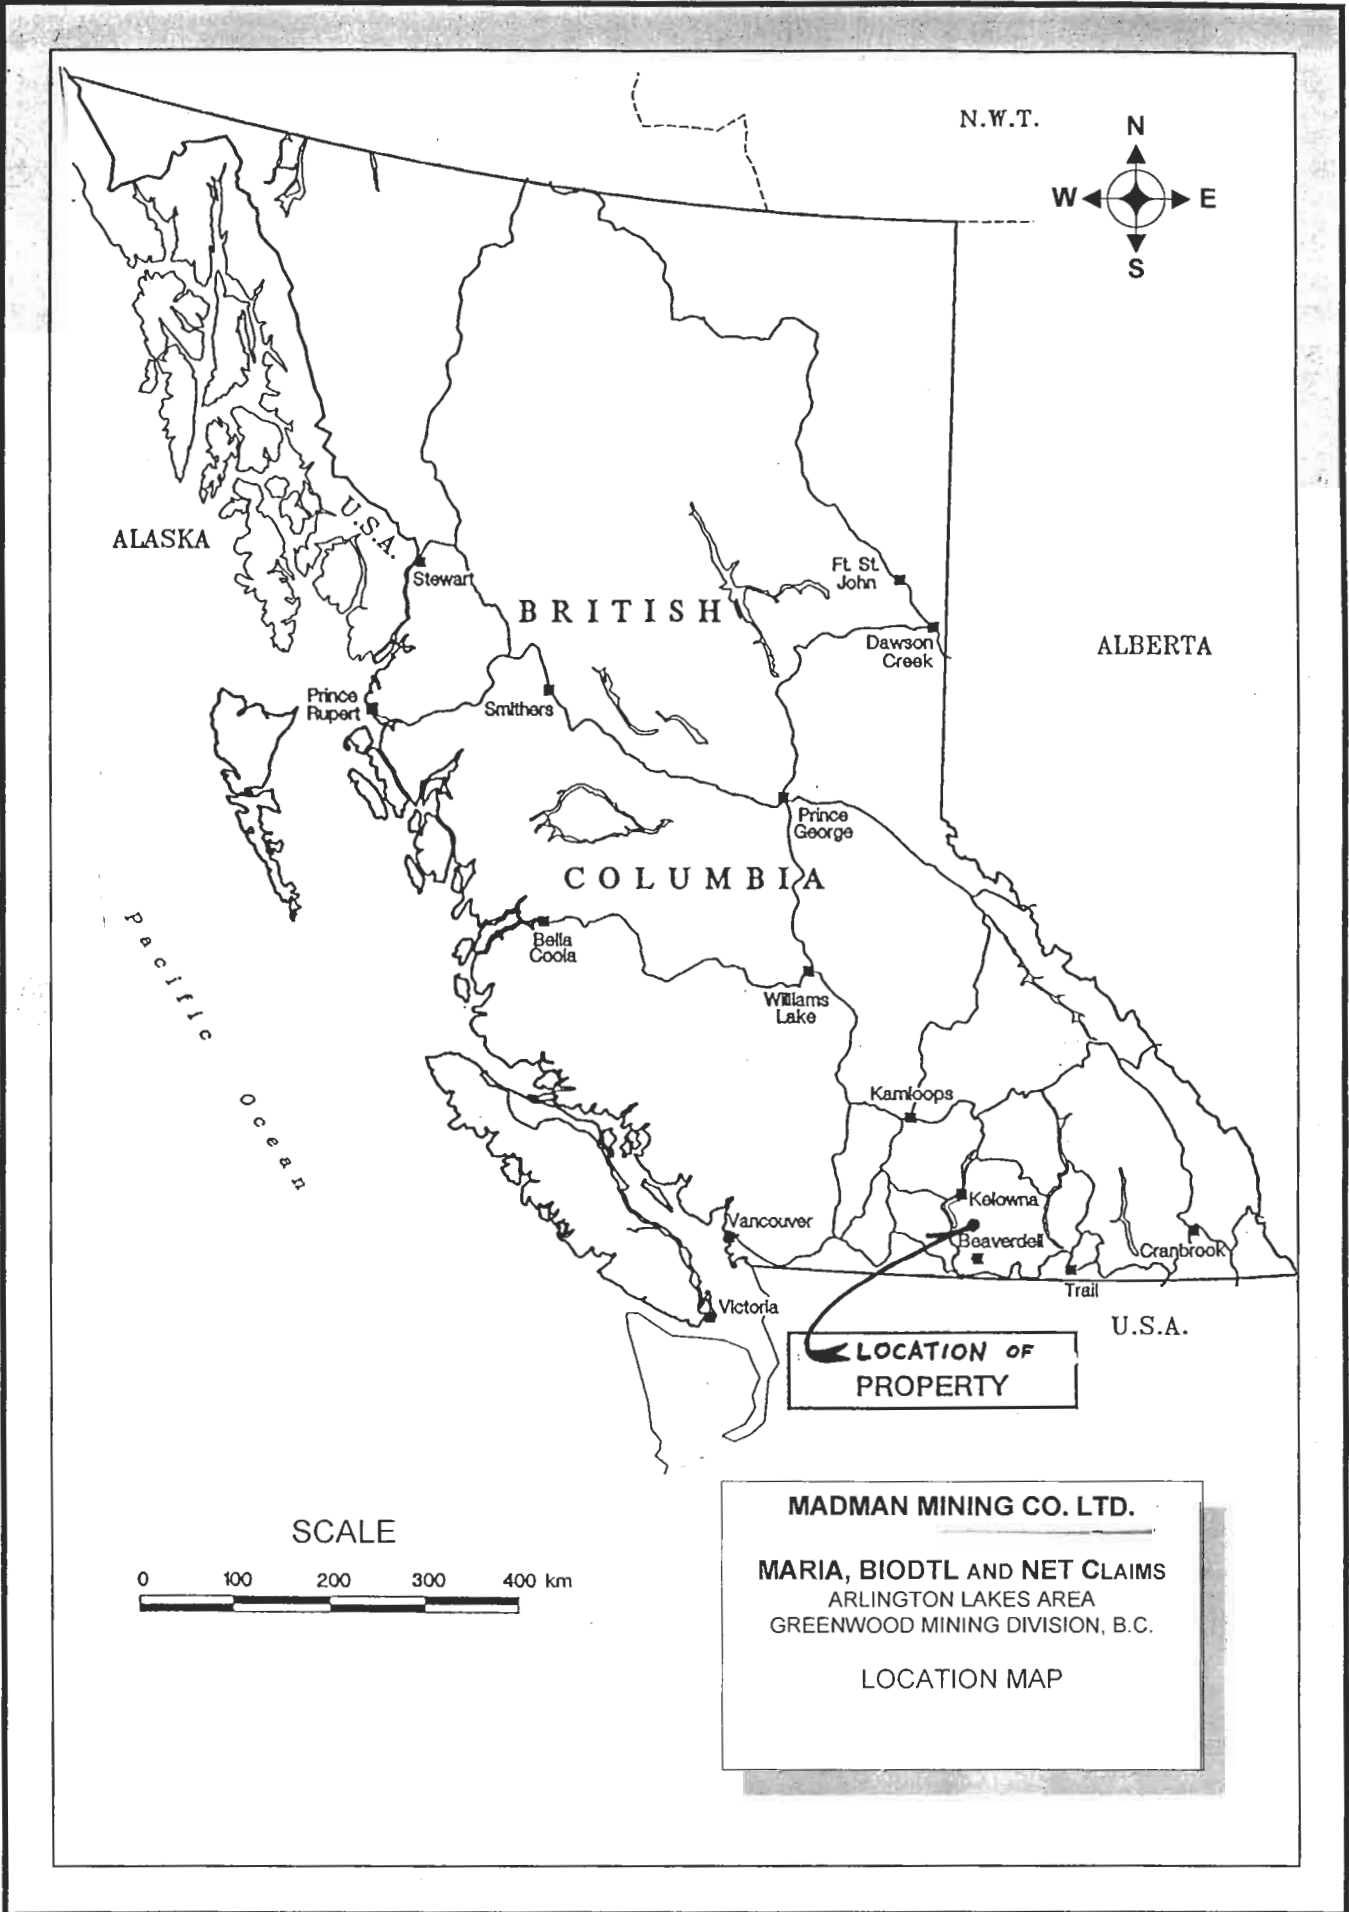 N.W.T.
N
W
E
S
ALASKA
U.S.A.
Stewart
Ft. St.
John
BRITISH
Dawson
Creek
ALBERTA
Prince
Rupert
Smithers
Prince
George
COLUMBIA
Pacific Ocean
Bella
Coola
Williams
Lake
Kamloops
Kelowna
Vancouver
Beaverdell
Cranbrook
Trail
Victoria
U.S.A.
LOCATION OF
PROPERTY
SCALE
0 100 200 300 400 km
MADMAN MINING CO. LTD.
MARIA, BIODTL AND NET CLAIMS
ARLINGTON LAKES AREA
GREENWOOD MINING DIVISION, B.C.
LOCATION MAP